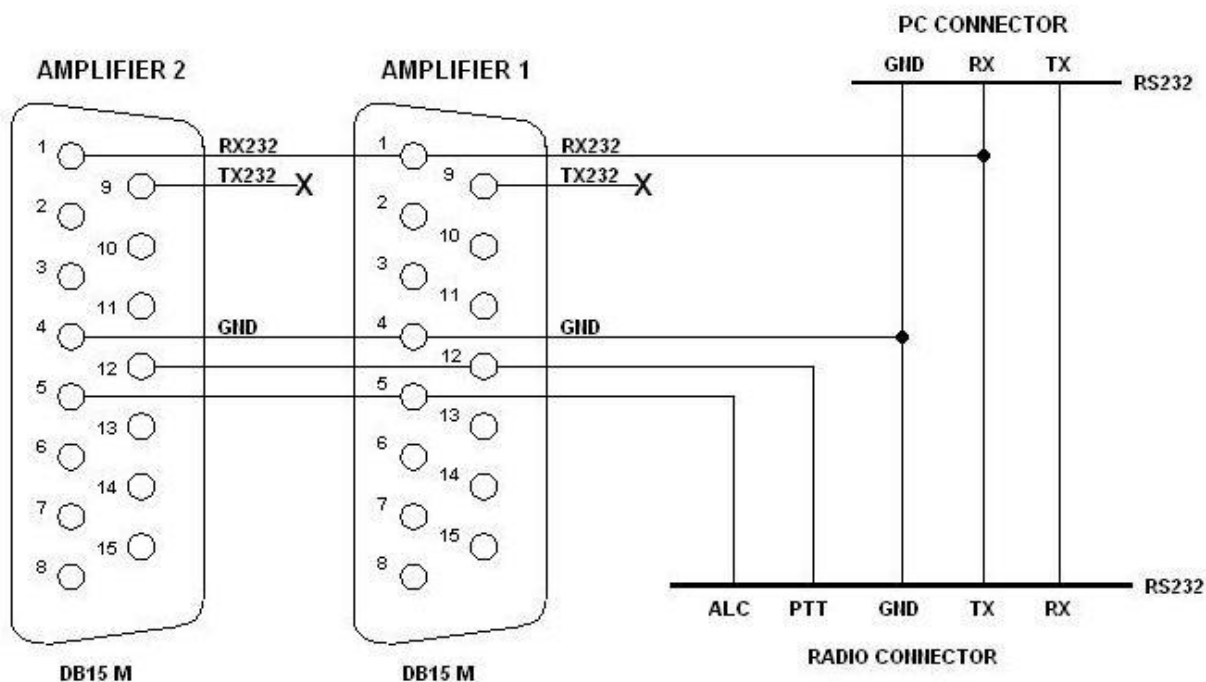 PC CONNECTOR
GND RX TX
RS232
AMPLIFIER 2
AMPLIFIER 1
1 RX232 1 RX232
9 TX232 X 9 TX232 X
2 2
10 10
3 3
11 11
4 GND 4 GND
12 12
5 5
13 13
6 6
14 14
7 7
15 15
8 8
RS232
ALC PTT GND TX RX
RADIO CONNECTOR
DB15 M DB15 M